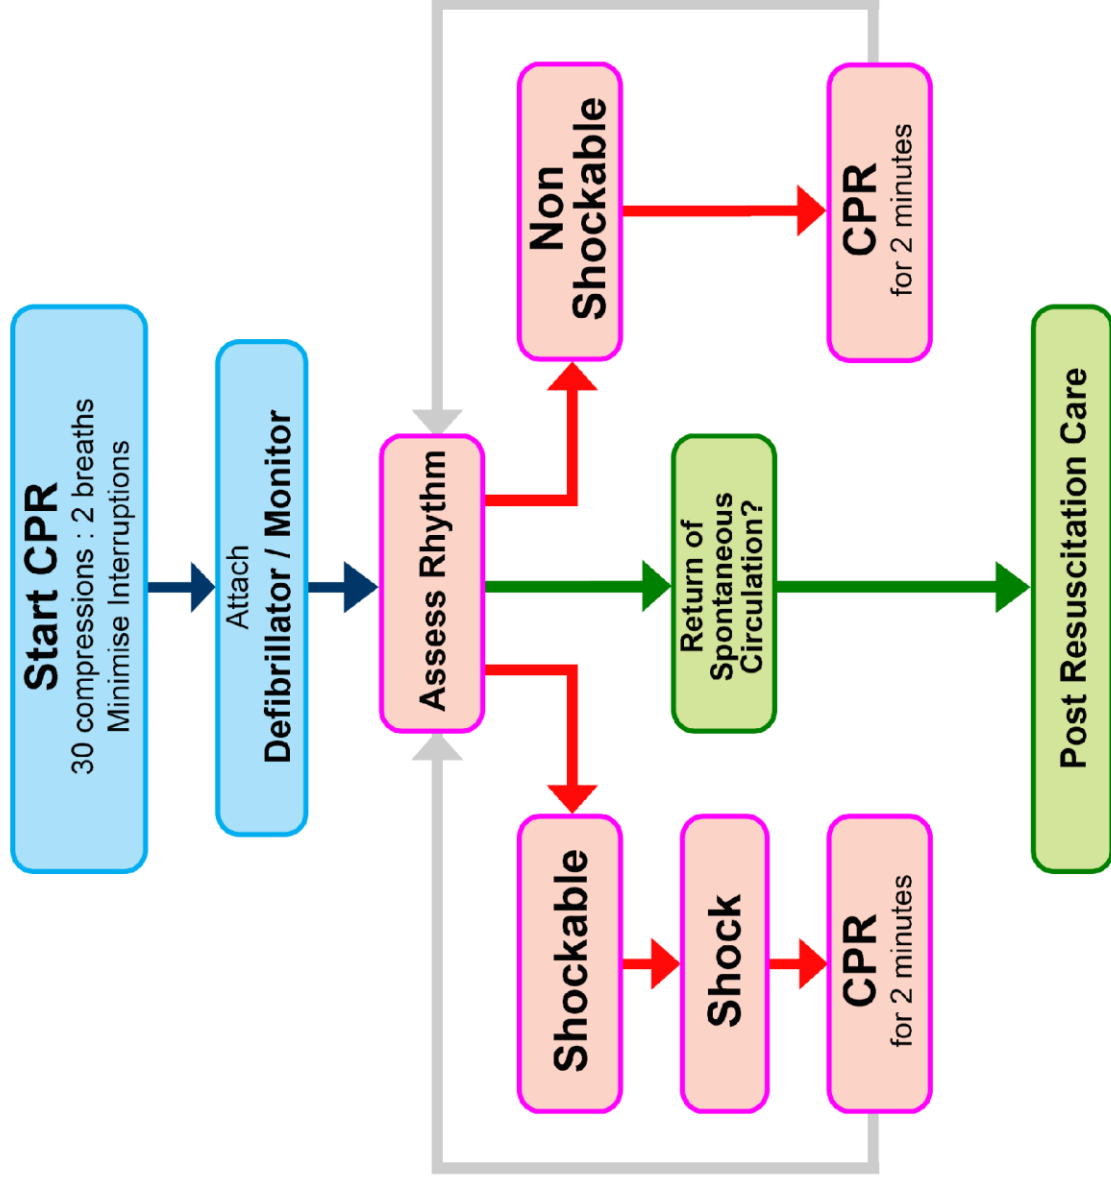 Start CPR
30 compressions : 2 breaths
Minimise Interruptions
Attach
Defibrillator / Monitor
Assess Rhythm
Shockable
Non
Shockable
Return of
Spontaneous
Circulation?
Shock
CPR
for 2 minutes
CPR
for 2 minutes
Post Resuscitation Care